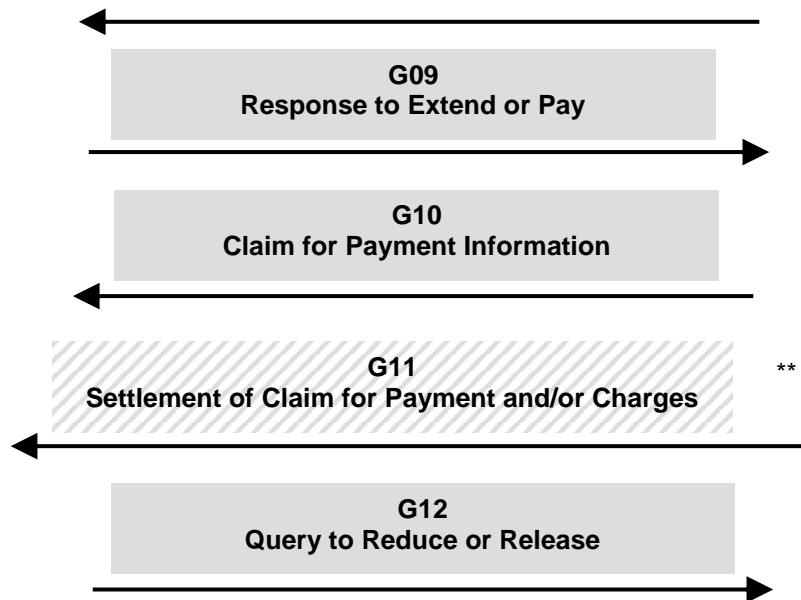 G09
Response to Extend or Pay
G10
Claim for Payment Information
G11
**
Settlement of Claim for Payment and/or Charges
G12
Query to Reduce or Release